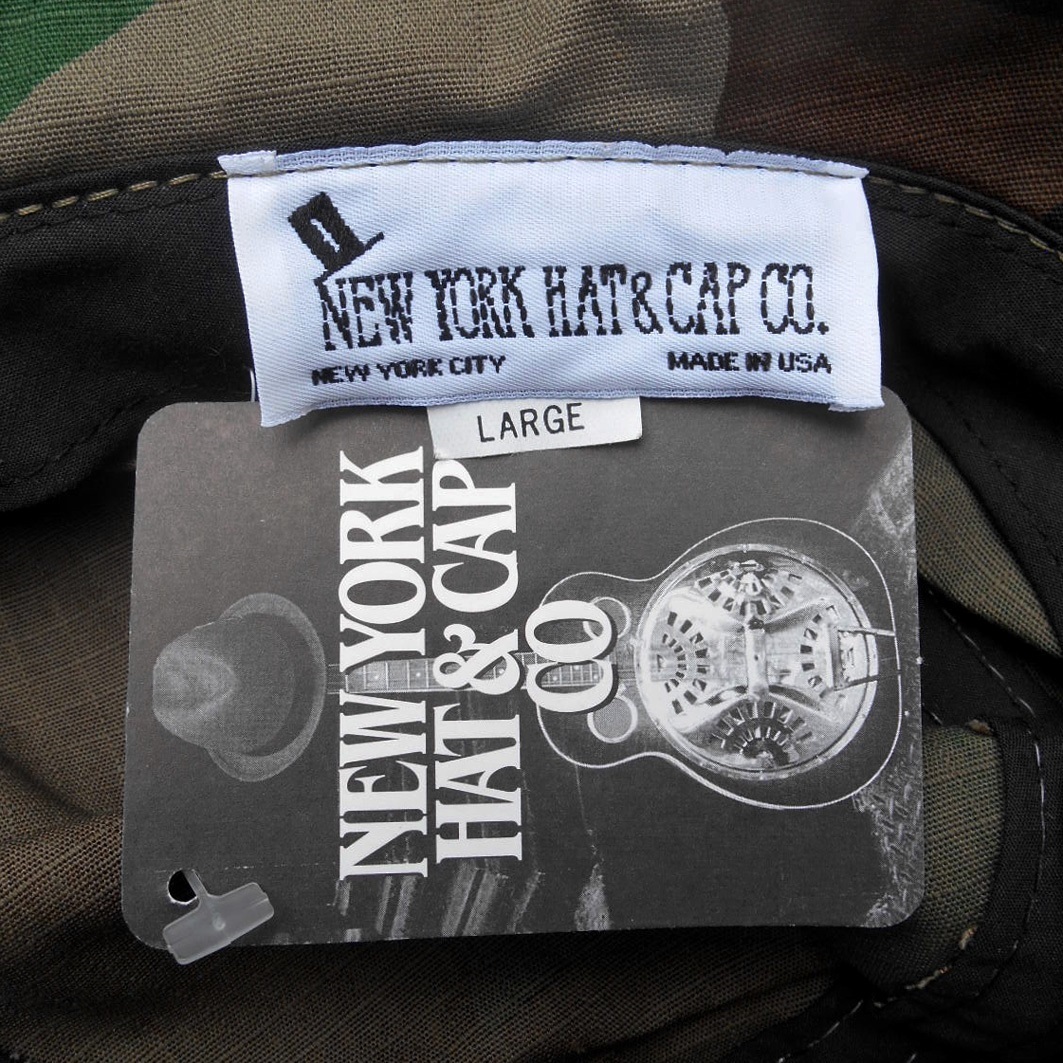 NEW YORK HAT & CAP CO.
NEW YORK CITY MADE IN USA
LARGE
NEW YORK
HAT & CAP
CO